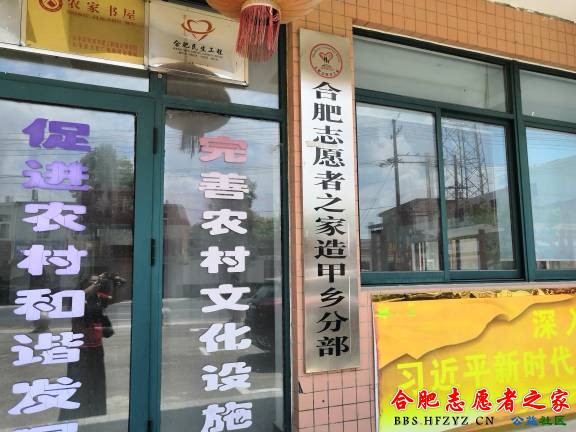 农家书屋
合肥民生工程
合肥志愿者之家造甲乡分部
促进农村和谐发
完善农村文化设施
深
习近平新时代
合肥志愿者之家
BBS.HFZYZ.CN 公益社区